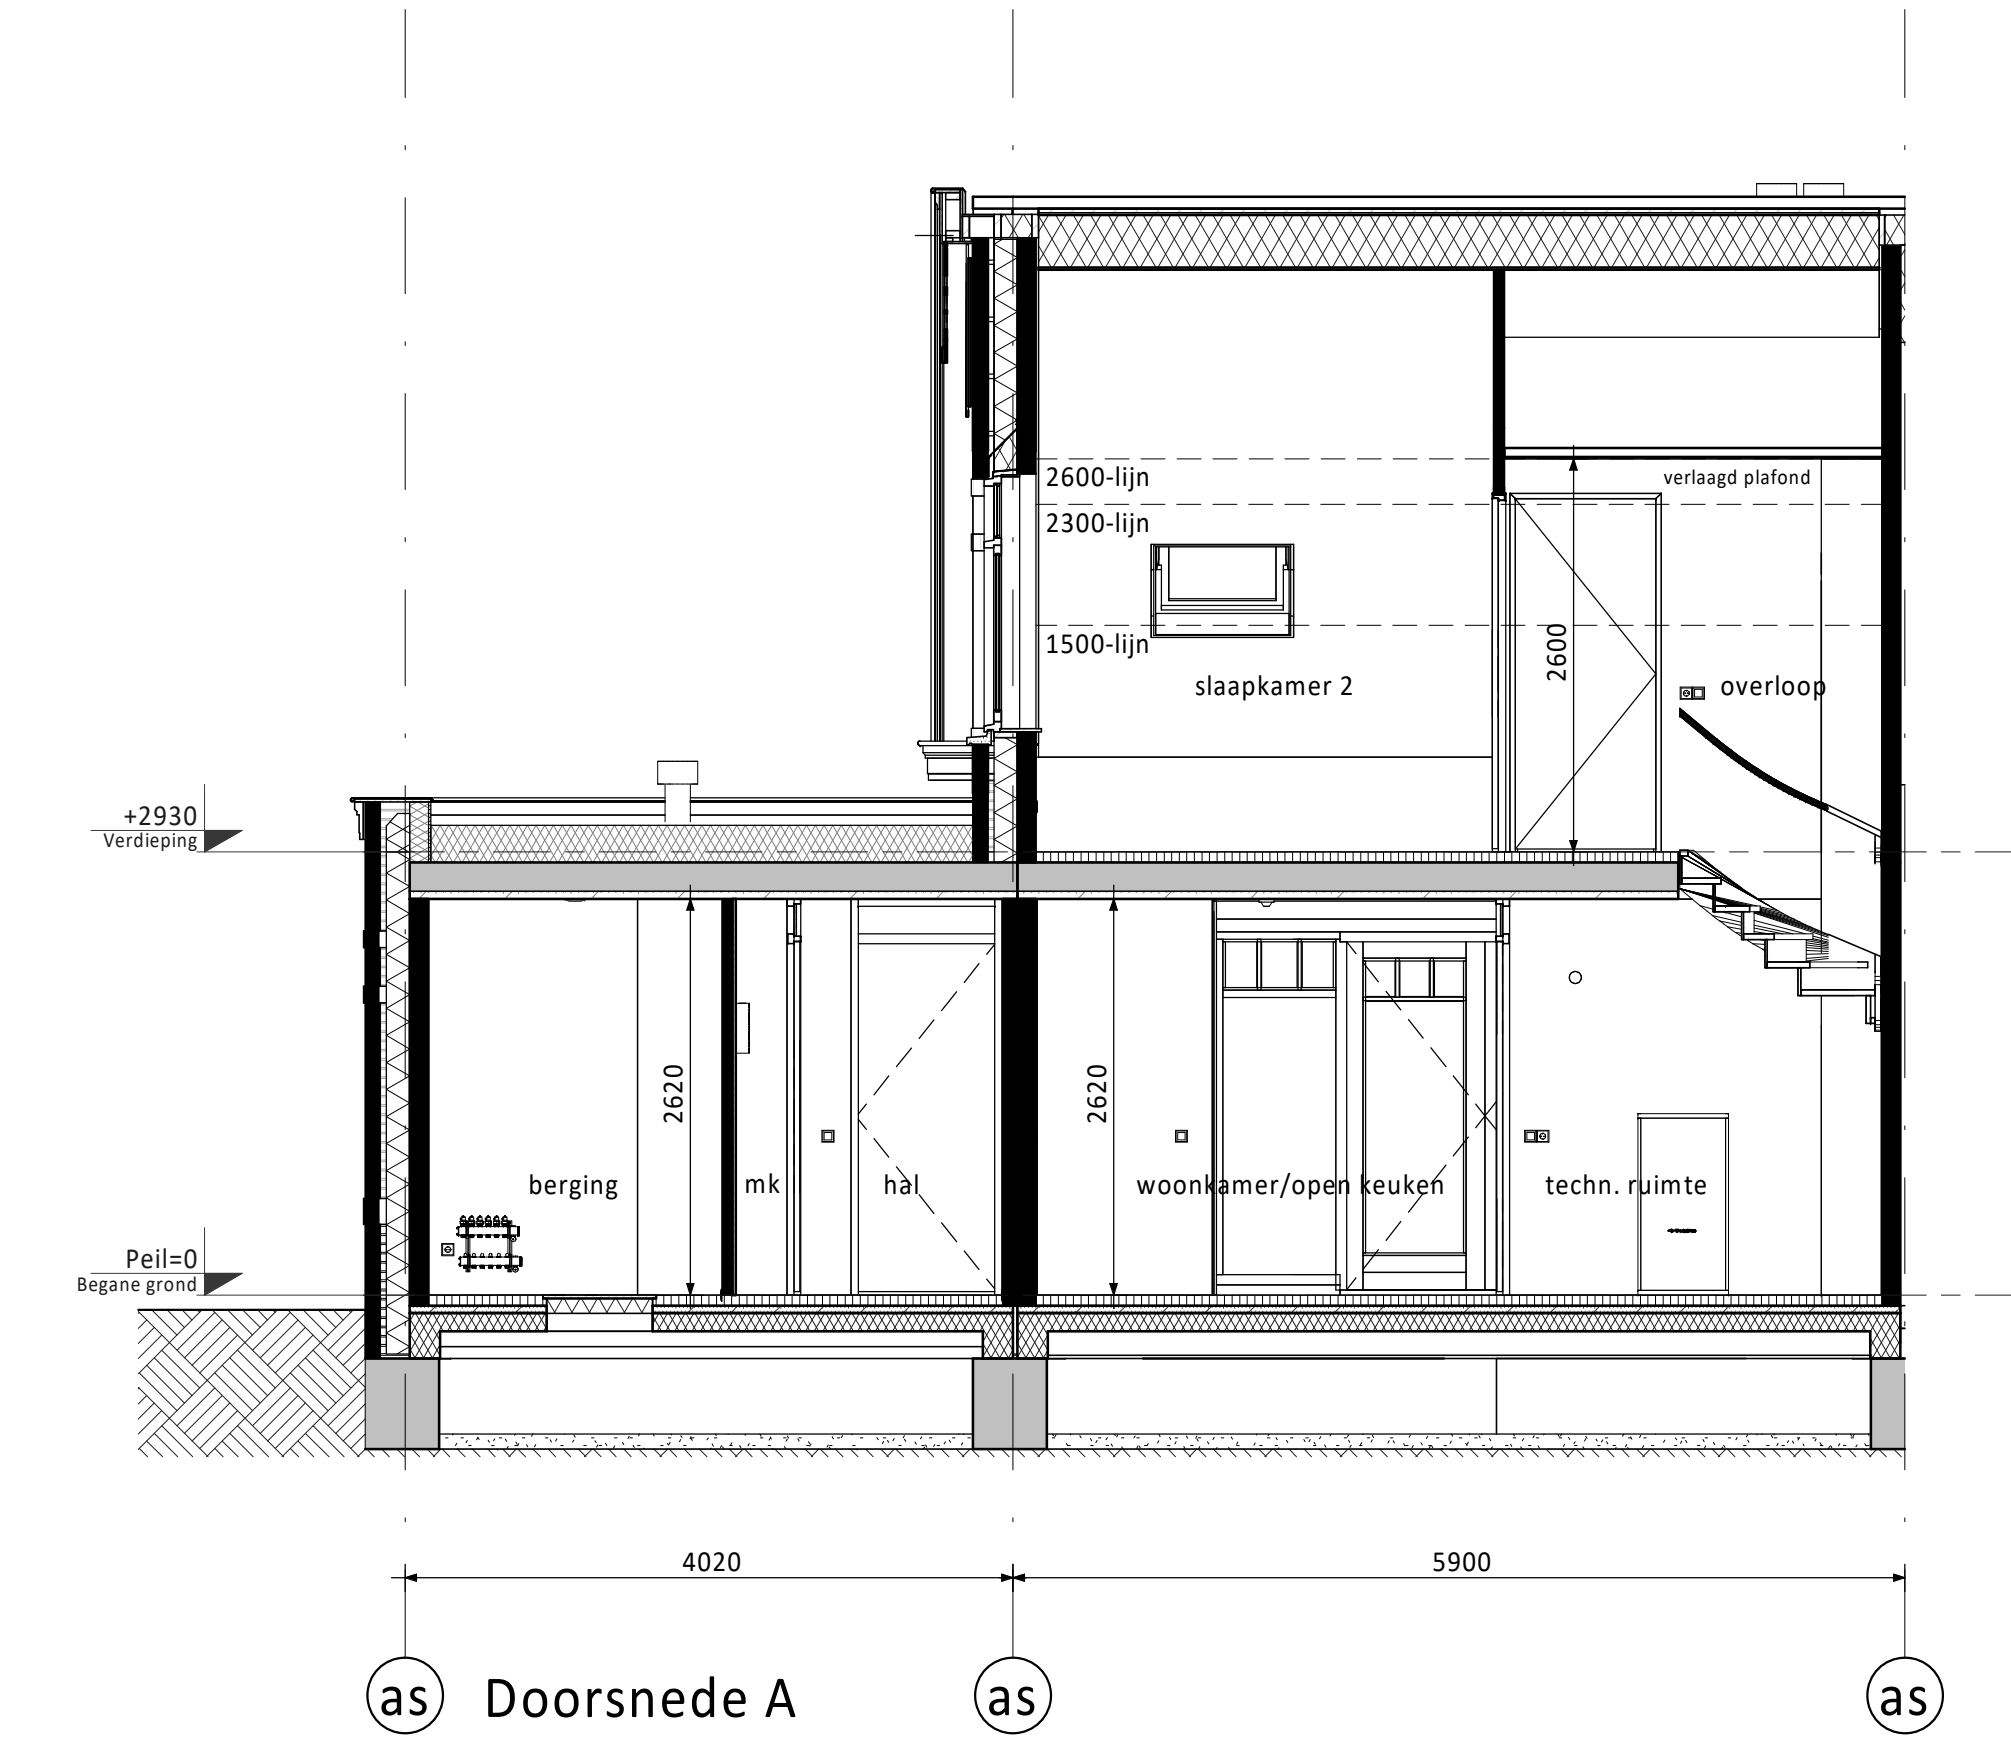 2600-lijn
verlaagd plafond
2300-lijn
1500-lijn
2600
slaapkamer 2
overloop
+2930
Verdieping
2620
2620
berging
mk
hal
woonkamer/open keuken
techn. ruimte
Peil=0
Begane grond
4020
5900
as
Doorsnede A
as
as